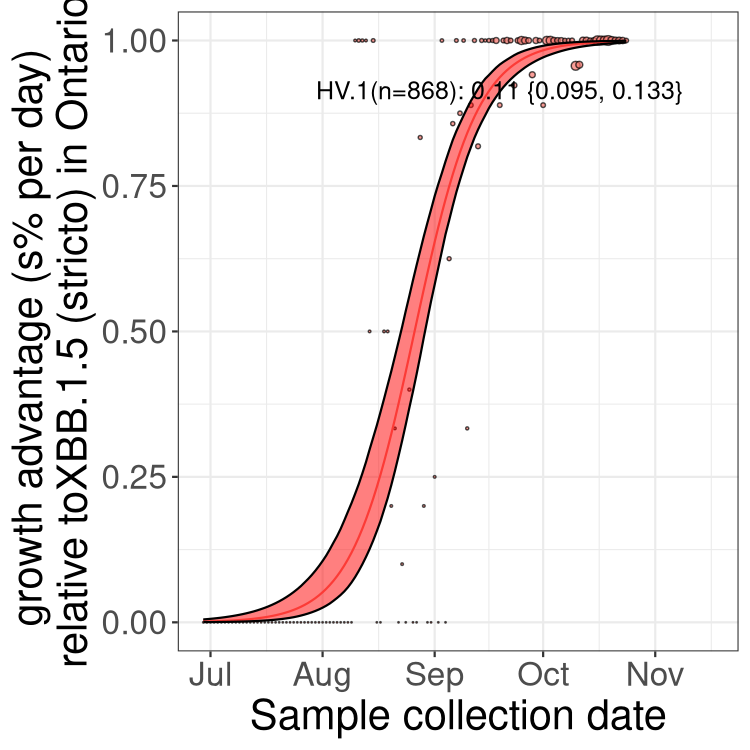 growth advantage (s% per day)
relative toXBB.1.5 (stricto) in Ontario
1.00
0.75
0.50
0.25
0.00
HV.1(n=868): 0.11 {0.095, 0.133}
Jul Aug Sep Oct Nov
Sample collection date